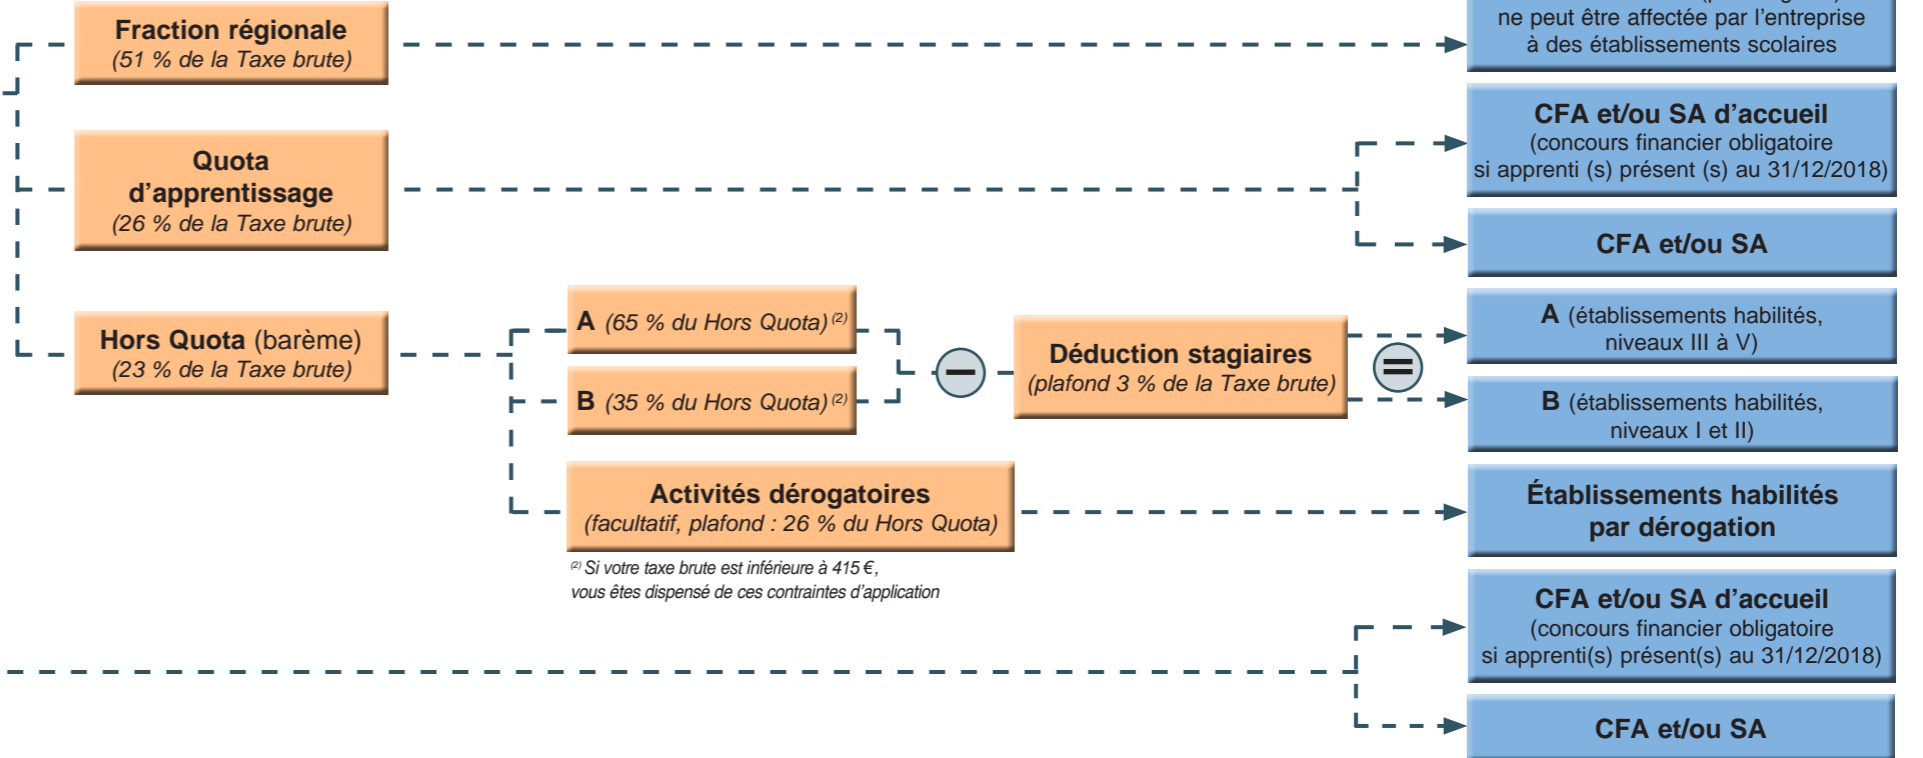 Fraction régionale
(51 % de la Taxe brute)
ne peut être affectée par l'entreprise
à des établissements scolaires
Quota
d'apprentissage
(26 % de la Taxe brute)
CFA et/ou SA d'accueil
(concours financier obligatoire
si apprenti (s) présent (s) au 31/12/2018)
CFA et/ou SA
Hors Quota (barème)
(23 % de la Taxe brute)
A (65 % du Hors Quota) (2)
B (35 % du Hors Quota) (2)
−
Déduction stagiaires
(plafond 3 % de la Taxe brute)
=
A (établissements habilités,
niveaux III à V)
B (établissements habilités,
niveaux I et II)
Activités dérogatoires
(facultatif, plafond : 26 % du Hors Quota)
(2) Si votre taxe brute est inférieure à 415 €,
vous êtes dispensé de ces contraintes d'application
Établissements habilités
par dérogation
CFA et/ou SA d'accueil
(concours financier obligatoire
si apprenti(s) présent(s) au 31/12/2018)
CFA et/ou SA